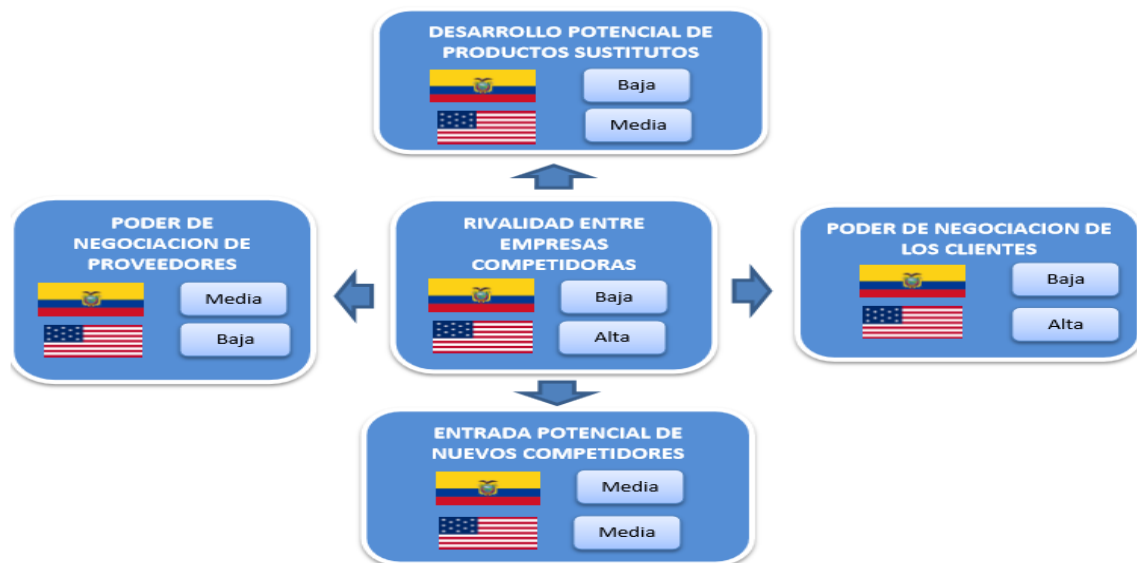 DESARROLLO POTENCIAL DE
PRODUCTOS SUSTITUTOS
Baja
Media
PODER DE
NEGOCIACION DE
PROVEEDORES
Media
Baja
RIVALIDAD ENTRE
EMPRESAS
COMPETIDORAS
Baja
Alta
PODER DE NEGOCIACION DE
LOS CLIENTES
Baja
Alta
ENTRADA POTENCIAL DE
NUEVOS COMPETIDORES
Media
Media